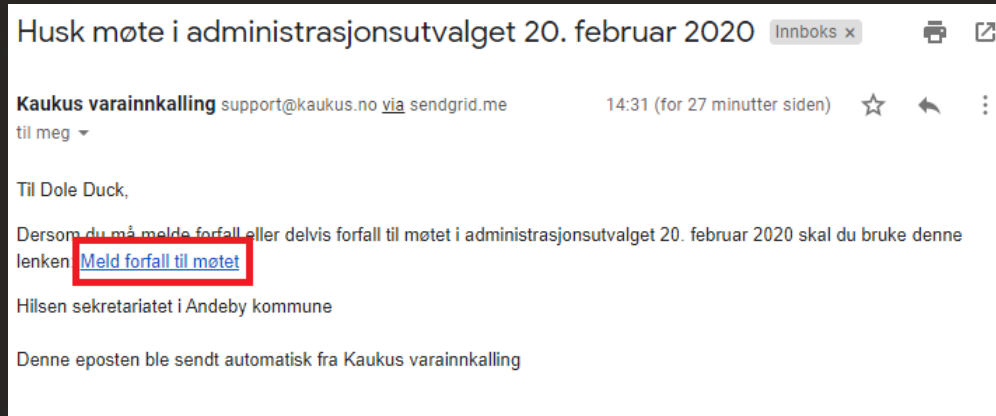 Husk møte i administrasjonsutvalget 20. februar 2020 Innboks x
Kaukus varainnkalling support@kaukus.no via sendgrid.me 14:31 (for 27 minutter siden)
til meg
Til Dole Duck,
Dersom du må melde forfall eller delvis forfall til møtet i administrasjonsutvalget 20. februar 2020 skal du bruke denne
lenken: Meld forfall til møtet
Hilsen sekretariatet i Andeby kommune
Denne eposten ble sendt automatisk fra Kaukus varainnkalling